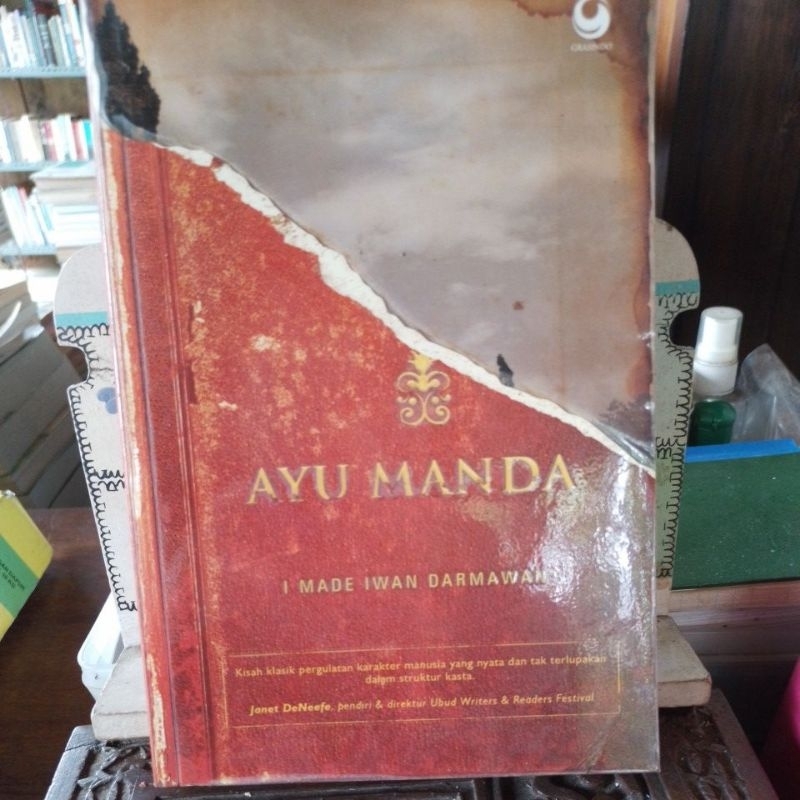 GRASINDO
AYU MANDA
I MADE IWAN DARMAWAN
Kisah klasik pergulatan karakter manusia yang nyata dan tak terlupakan
dalam struktur kasta.
Janet DeNeefe, pendiri & direktur Ubud Writers & Readers Festival